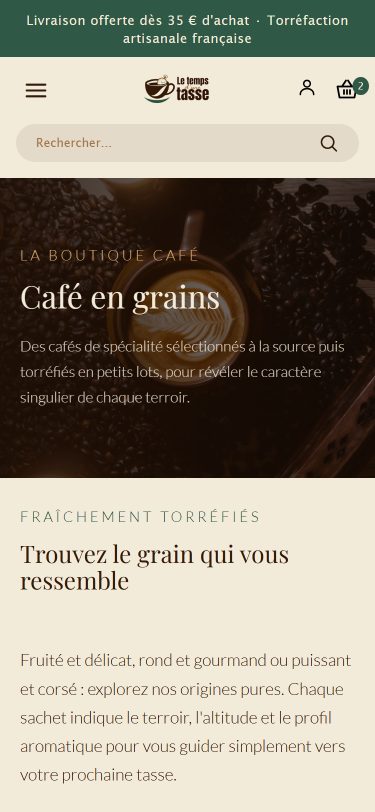 Livraison offerte dès 35 € d'achat · Torréfaction
artisanale française
Le temps
tasse
2
Rechercher...
LA BOUTIQUE CAFÉ
Café en grains
Des cafés de spécialité sélectionnés à la source puis
torréfiés en petits lots, pour révéler le caractère
singulier de chaque terroir.
FRAÎCHEMENT TORRÉFIÉS
Trouvez le grain qui vous
ressemble
Fruité et délicat, rond et gourmand ou puissant
et corsé : explorez nos origines pures. Chaque
sachet indique le terroir, l'altitude et le profil
aromatique pour vous guider simplement vers
votre prochaine tasse.